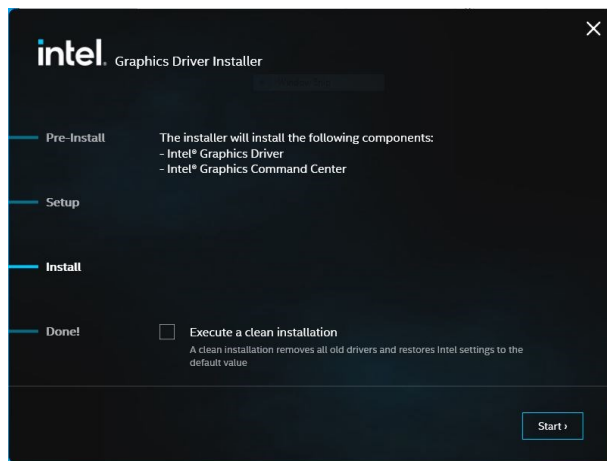 intel. Graphics Driver Installer
Pre-Install
The installer will install the following components:
- Intel® Graphics Driver
- Intel® Graphics Command Center
Setup
Install
Done!
Execute a clean installation
A clean installation removes all old drivers and restores Intel settings to the
default value
Start ›